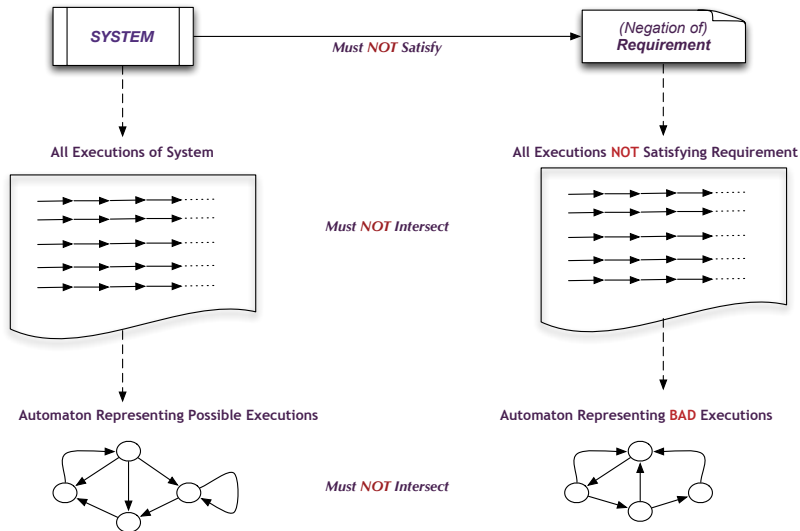 SYSTEM
Must NOT Satisfy
(Negation of)
Requirement
All Executions of System
All Executions NOT Satisfying Requirement
Must NOT Intersect
Automaton Representing Possible Executions
Automaton Representing BAD Executions
Must NOT Intersect